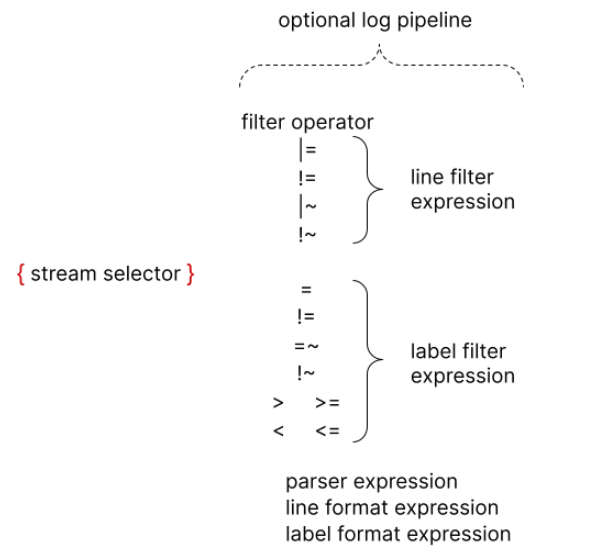 optional log pipeline
filter operator
|=
!=
|~
!~
line filter
expression
{ stream selector }
=
!=
=~
!~
> >=
< <=
label filter
expression
parser expression
line format expression
label format expression